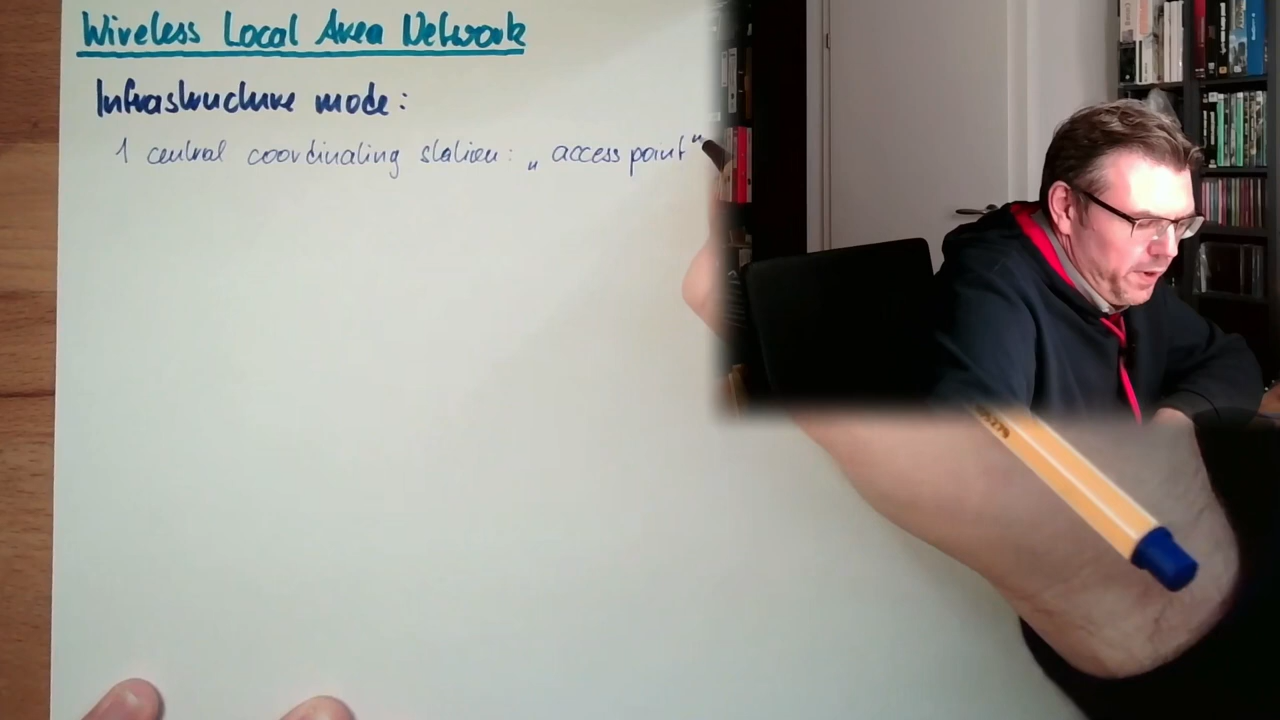 Wireless Local Area Network
Infrastructure mode:
1 central coordinating station: „access point"